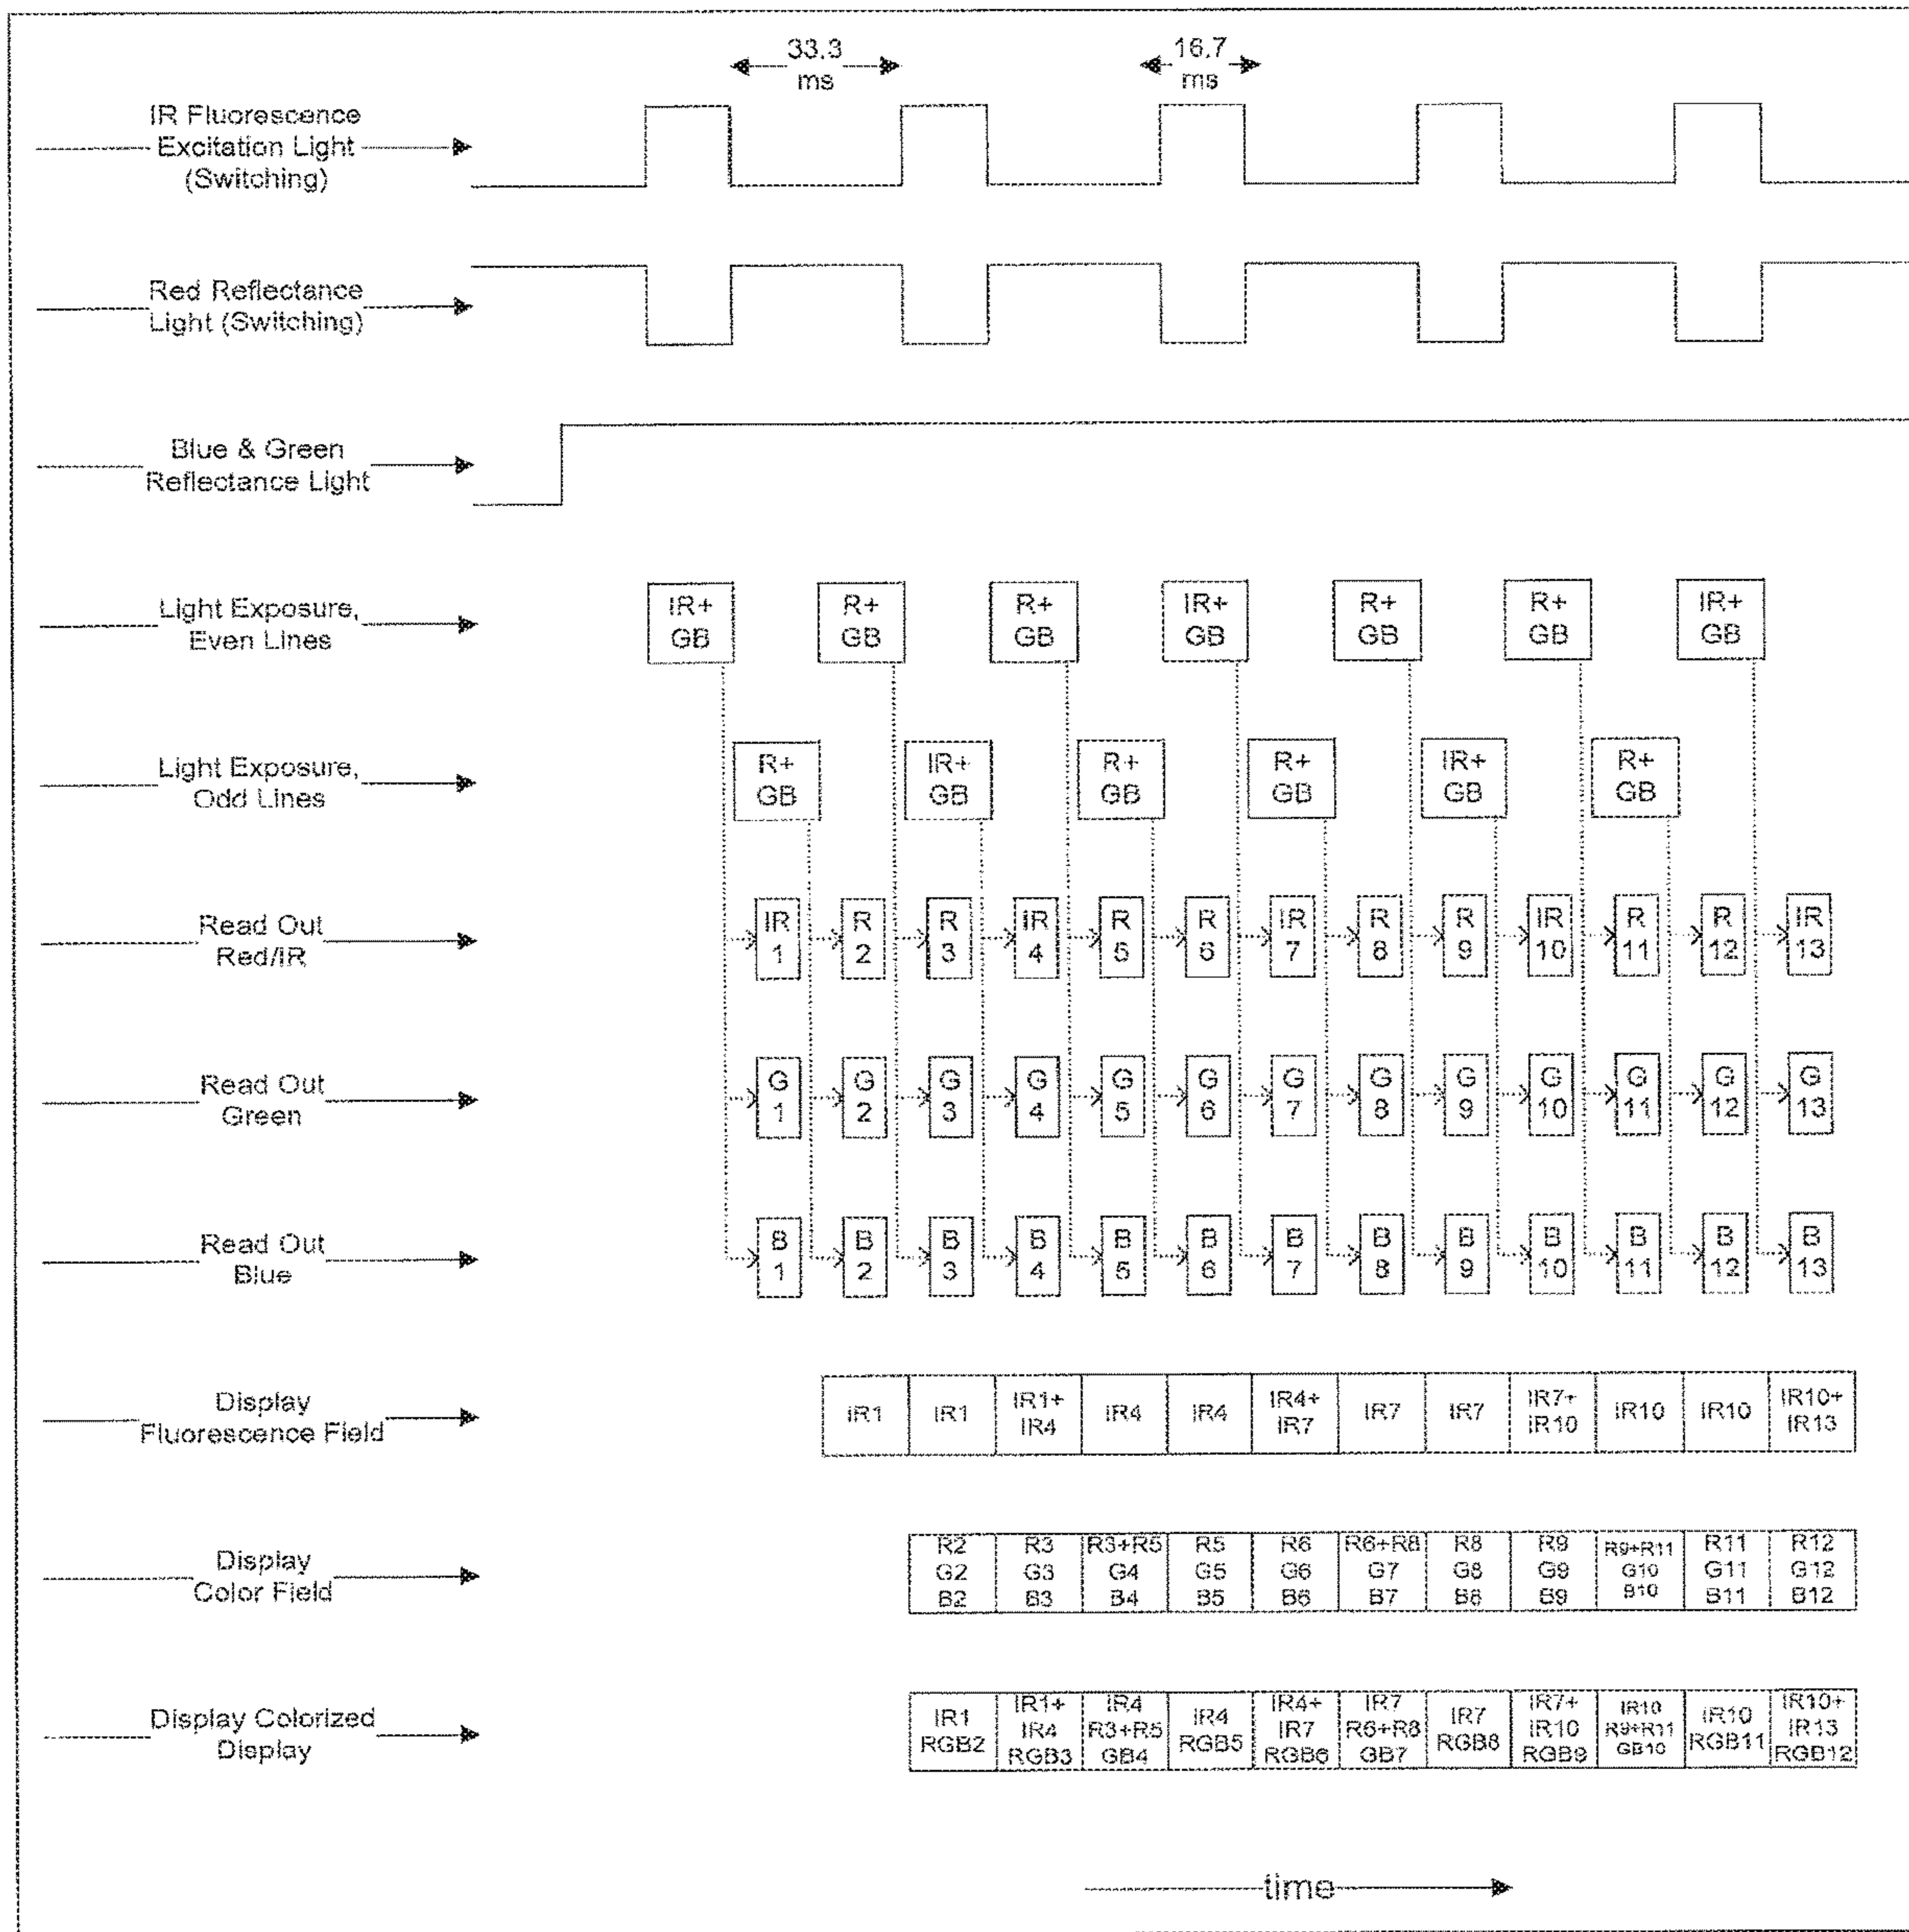 33.3
ms
16.7
ms
IR Fluorescence
Excitation Light
(Switching)
Red Reflectance
Light (Switching)
Blue & Green
Reflectance Light
Light Exposure,
Even Lines
IR+ R+ R+ IR+ R+ R+ IR+
GB GB GB GB GB GB GB
Light Exposure,
Odd Lines
R+ IR+ R+ R+ IR+ R+
GB GB GB GB GB GB
Read Out
Red/IR
IR R R IR R R IR R R IR R R IR
1 2 3 4 5 6 7 8 9 10 11 12 13
Read Out
Green
G G G G G G G G G G G G G
1 2 3 4 5 6 7 8 9 10 11 12 13
Read Out
Blue
B B B B B B B B B B B B B
1 2 3 4 5 6 7 8 9 10 11 12 13
Display
Fluorescence Field
IR1 IR1 IR1+ IR4 IR4 IR4+ IR7 IR7 IR7+ IR10 IR10 IR10+
IR4 IR7 IR10 IR13
Display
Color Field
R2 R3 R3+R5 R5 R6 R6+R8 R8 R9 R9+R11 R11 R12
G2 G3 G4 G5 G6 G7 G8 G9 G10 G11 G12
B2 B3 B4 B5 B6 B7 B8 B9 B10 B11 B12
Display Colorized
Display
IR1 IR1+ IR4 IR4 IR4+ IR7 IR7 IR7+ IR10 IR10 IR10+
RGB2 IR4 R3+R5 RGB5 IR7 R6+R8 RGB8 IR10 R9+R11 RGB11 IR13
RGB3 GB4 RGB6 GB7 RGB9 GB10 RGB12
time